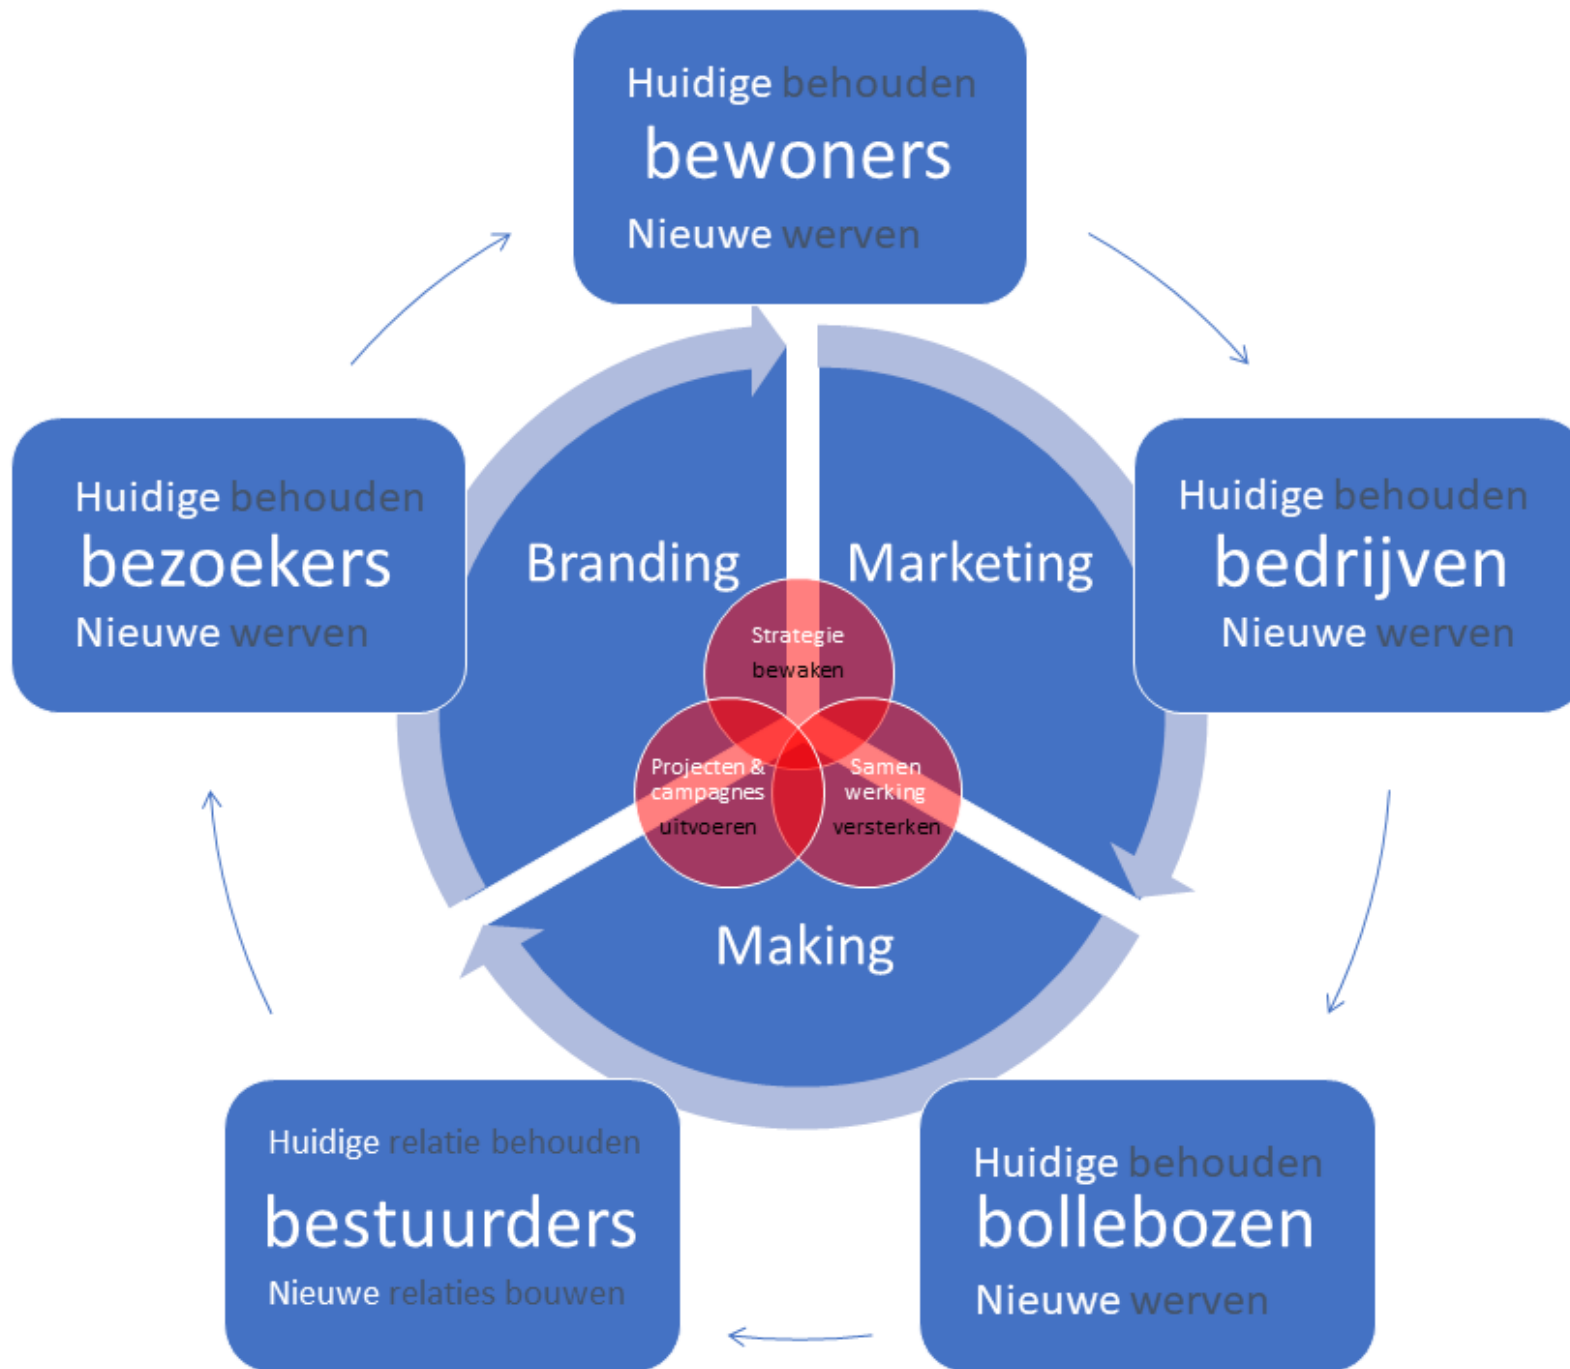 Huidige behouden
bewoners
Nieuwe werven
Huidige behouden
bezoekers
Nieuwe werven
Huidige behouden
bedrijven
Nieuwe werven
Branding
Marketing
Strategie
bewaken
Projecten &
campagnes
uitvoeren
Samen
werking
versterken
Making
Huidige relatie behouden
bestuurders
Nieuwe relaties bouwen
Huidige behouden
bollebozen
Nieuwe werven